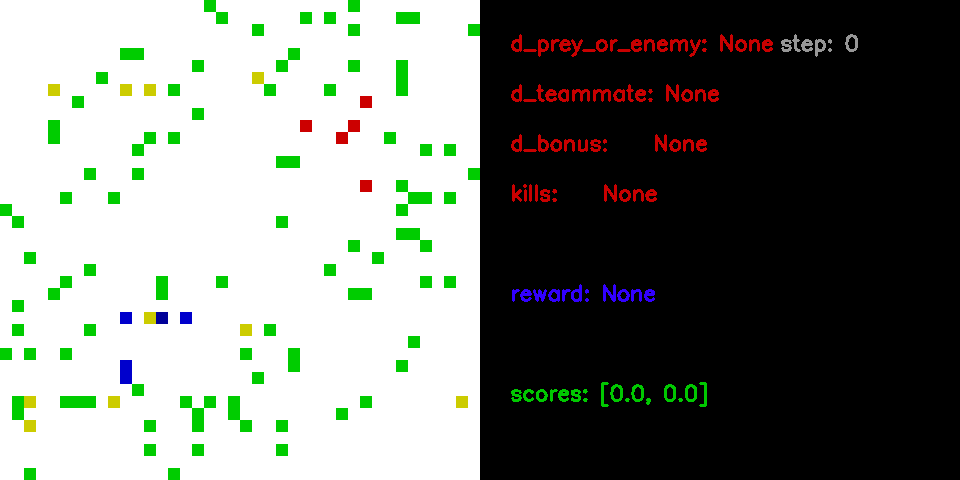 d_prey_or_enemy: None step: 0
d_teammate: None
d_bonus: None
kills: None
reward: None
scores: [0.0, 0.0]